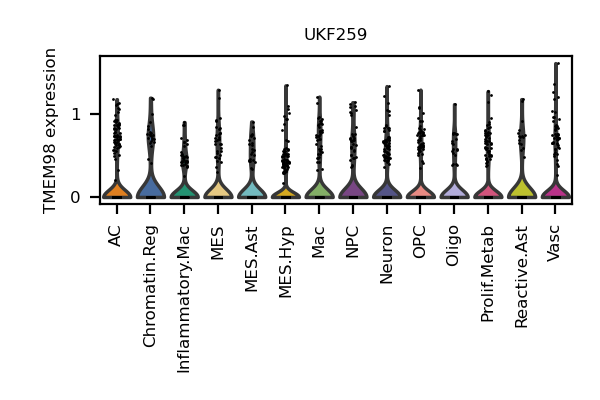 UKF259
TMEM98 expression
1
0
AC
Chromatin.Reg
Inflammatory.Mac
MES
MES.Ast
MES.Hyp
Mac
NPC
Neuron
OPC
Oligo
Prolif.Metab
Reactive.Ast
Vasc